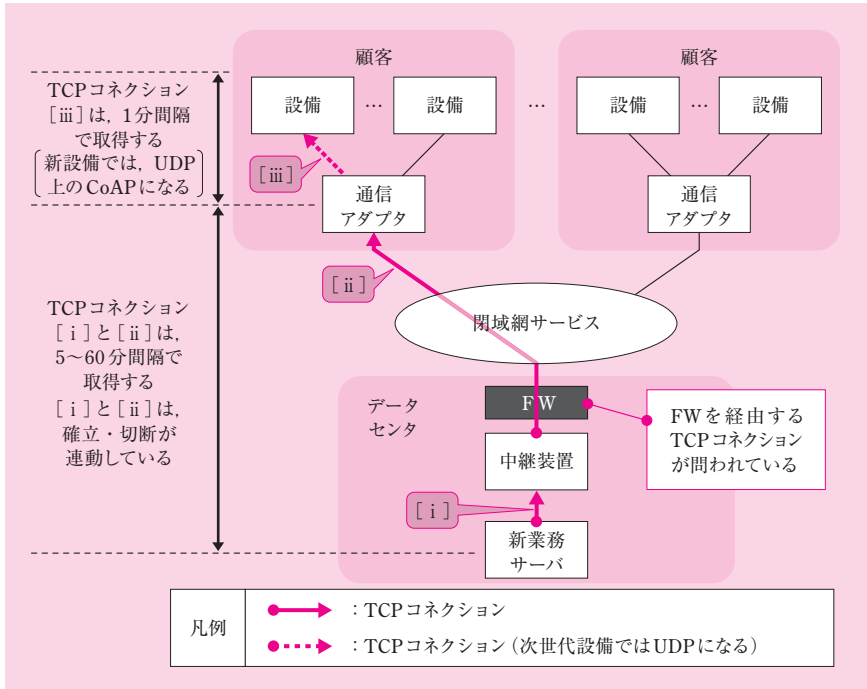 顧客
顧客
TCPコネクション
[ⅲ]は，1分間隔
で取得する
新設備では，UDP
上のCoAPになる
設備
…
設備
…
設備
…
設備
[ⅲ]
通信
アダプタ
通信
アダプタ
[ⅱ]
TCPコネクション
[ⅰ]と[ⅱ]は，
5～60分間隔で
取得する
[ⅰ]と[ⅱ]は，
確立・切断が
連動している
閉域網サービス
データ
センタ
FW
FWを経由する
TCPコネクション
が問われている
中継装置
[ⅰ]
新業務
サーバ
凡例
：TCPコネクション
：TCPコネクション（次世代設備ではUDPになる）